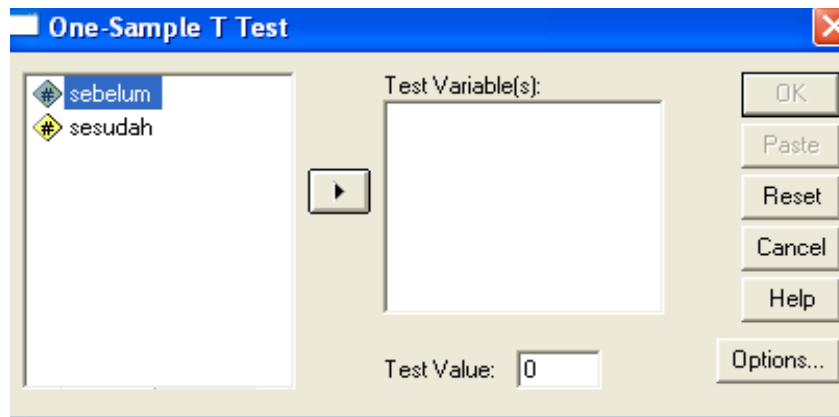 One-Sample T Test
# sebelum
# sesudah
Test Variable(s):
Test Value: 0
OK
Paste
Reset
Cancel
Help
Options...